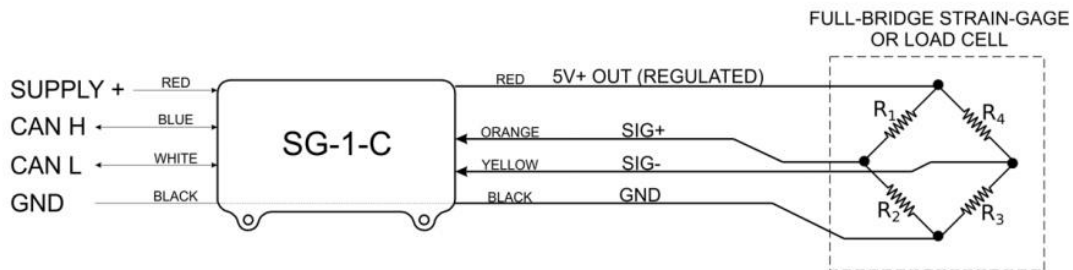 FULL-BRIDGE STRAIN-GAGE
OR LOAD CELL
SUPPLY + RED RED 5V+ OUT (REGULATED)
R1 R4
CAN H BLUE ORANGE SIG+
SG-1-C
CAN L WHITE YELLOW SIG-
GND BLACK BLACK GND
R2 R3